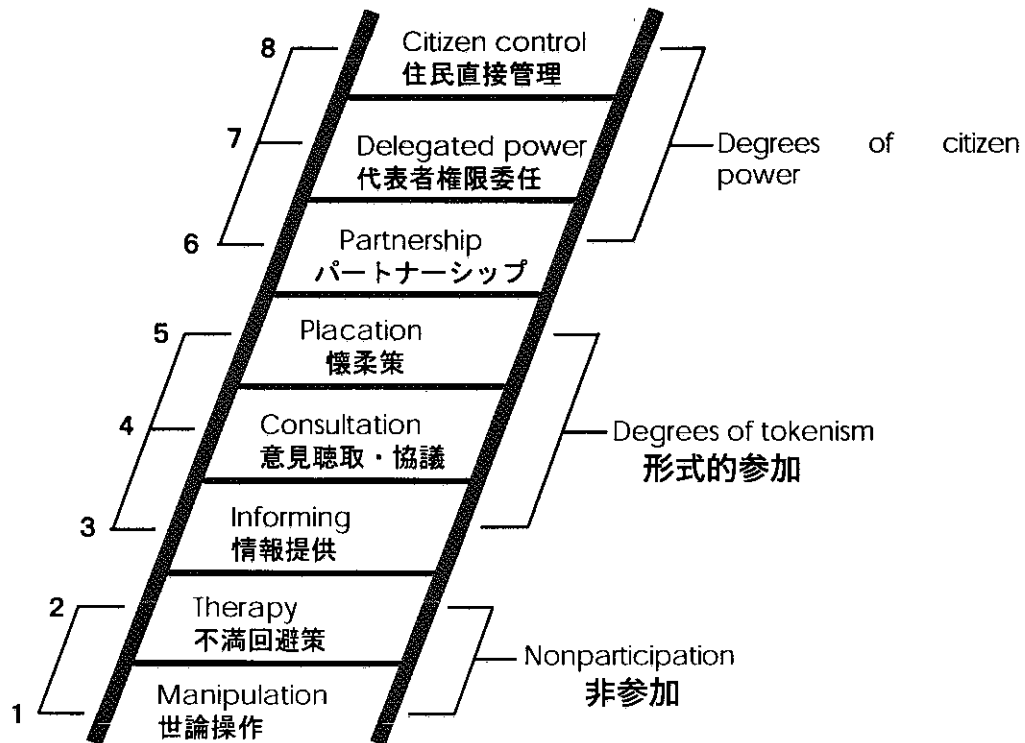 8
Citizen control
住民直接管理
7
Delegated power
代表者権限委任
Degrees of citizen
power
6
Partnership
パートナーシップ
5
Placation
懐柔策
4
Consultation
意見聴取・協議
Degrees of tokenism
形式的参加
3
Informing
情報提供
2
Therapy
不満回避策
Nonparticipation
非参加
1
Manipulation
世論操作